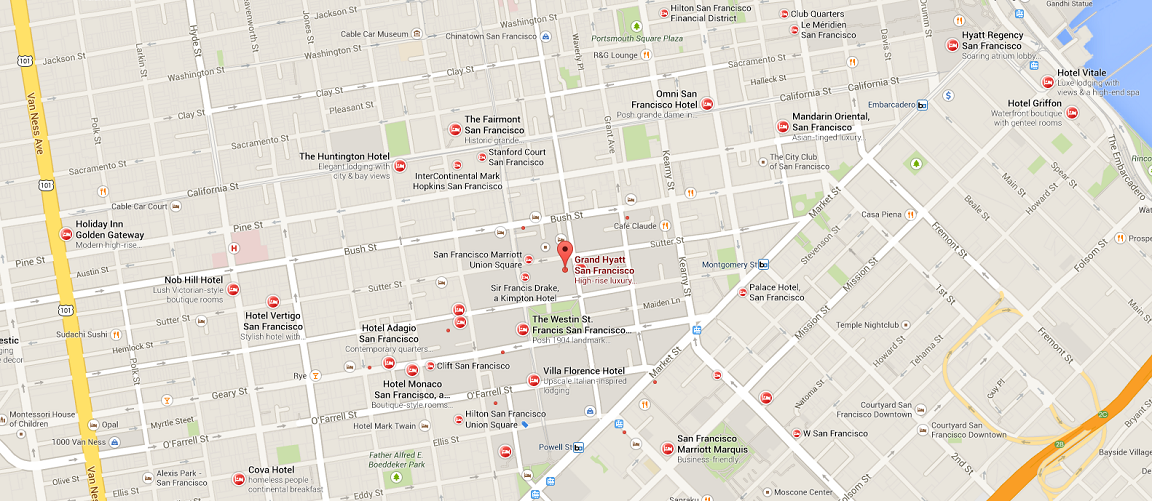 Jackson St
Washington St
Hilton San Francisco
Financial District
Club Quarters
Le Meridien
San Francisco
Gandhi Statue
Drumm St
Davis St
Hyde St
Larkin St
Jones St
Cable Car Museum
Chinatown San Francisco
Portsmouth Square Plaza
Waverly Pl
R&G Lounge
Hyatt Regency
San Francisco
Soaring atrium lobby..
101
Jackson St
Washington St
Washington St
Clay St
Clay St
Clay St
Sacramento St
Halleck St
California St
California St
Hotel Vitale
Luxe lodging with
views & a high-end spa
Hotel Griffon
Waterfront boutique
with genteel rooms
Embarcadero
Van Ness Ave
Polk St
Pleasant St
Omni San
Francisco Hotel
Posh grande dame in...
Mandarin Oriental,
San Francisco
Asian-tinged luxury..
The Fairmont
San Francisco
Historic grande...
Grant Ave
Kearny St
The City Club
of San Francisco
The Embarcadero
Sacramento St
The Huntington Hotel
Elegant lodging with
city & bay views
Stanford Court
San Francisco
InterContinental Mark
Hopkins San Francisco
101
California St
Cable Car Court
Pine St
Main St
Howard St
Spear St
Beale St
Market St
Casa Piena
Fremont St
Folsom St
Holiday Inn
Golden Gateway
Modern high-rise...
Pine St
Austin St
Bush St
Bush St
Cafe Claude
Sutter St
Stevenson St
Mission St
San Francisco Marriott
Union Square
Grand Hyatt
San Francisco
High-rise luxury.
Montgomery St
Kearny St
Nob Hill Hotel
Lush Victorian-style
boutique rooms
Sutter St
Sir Francis Drake,
a Kimpton Hotel
Maiden Ln
Palace Hotel,
San Francisco
1st St
101
Hotel Vertigo
San Francisco
Stylish hotel with..
Hotel Adagio
San Francisco
Contemporary quarters...
The Westin St.
Francis San Francisco...
Posh 1904 landmark..
Mission St
Temple Nightclub
Howard St
Tehama St
Fremont St
Sudachi Sushi
Hemlock St
Post St
Polk St
Rye
Clift San Francisco
Market St
Guy Pl
Hotel Monaco
San Francisco, a...
Boutique-style rooms..
Villa Florence Hotel
Upscale Italian-inspired
lodging
Natoma St
Geary St
O'Farrell St
O'Farrell St
O'Farrell St
Myrtle Street
Montessori House
of Children
Opal
1000 Van Ness
Hotel Mark Twain
Hilton San Francisco
Union Square
Ellis St
Powell St
Courtyard San
Francisco Downtown
Courtyard San
Francisco Downtown
W San Francisco
San Francisco
Marriott Marquis
Business-friendly...
280
Bryant St
Bayside Village
2nd St
Father Alfred E.
Boeddeker Park
Cova Hotel
homeless people
continental breakfast
Alexis Park -
San Francisco
Olive St
Ellis St
Eddy St
Van Ness
Moscone Center
Folsom St